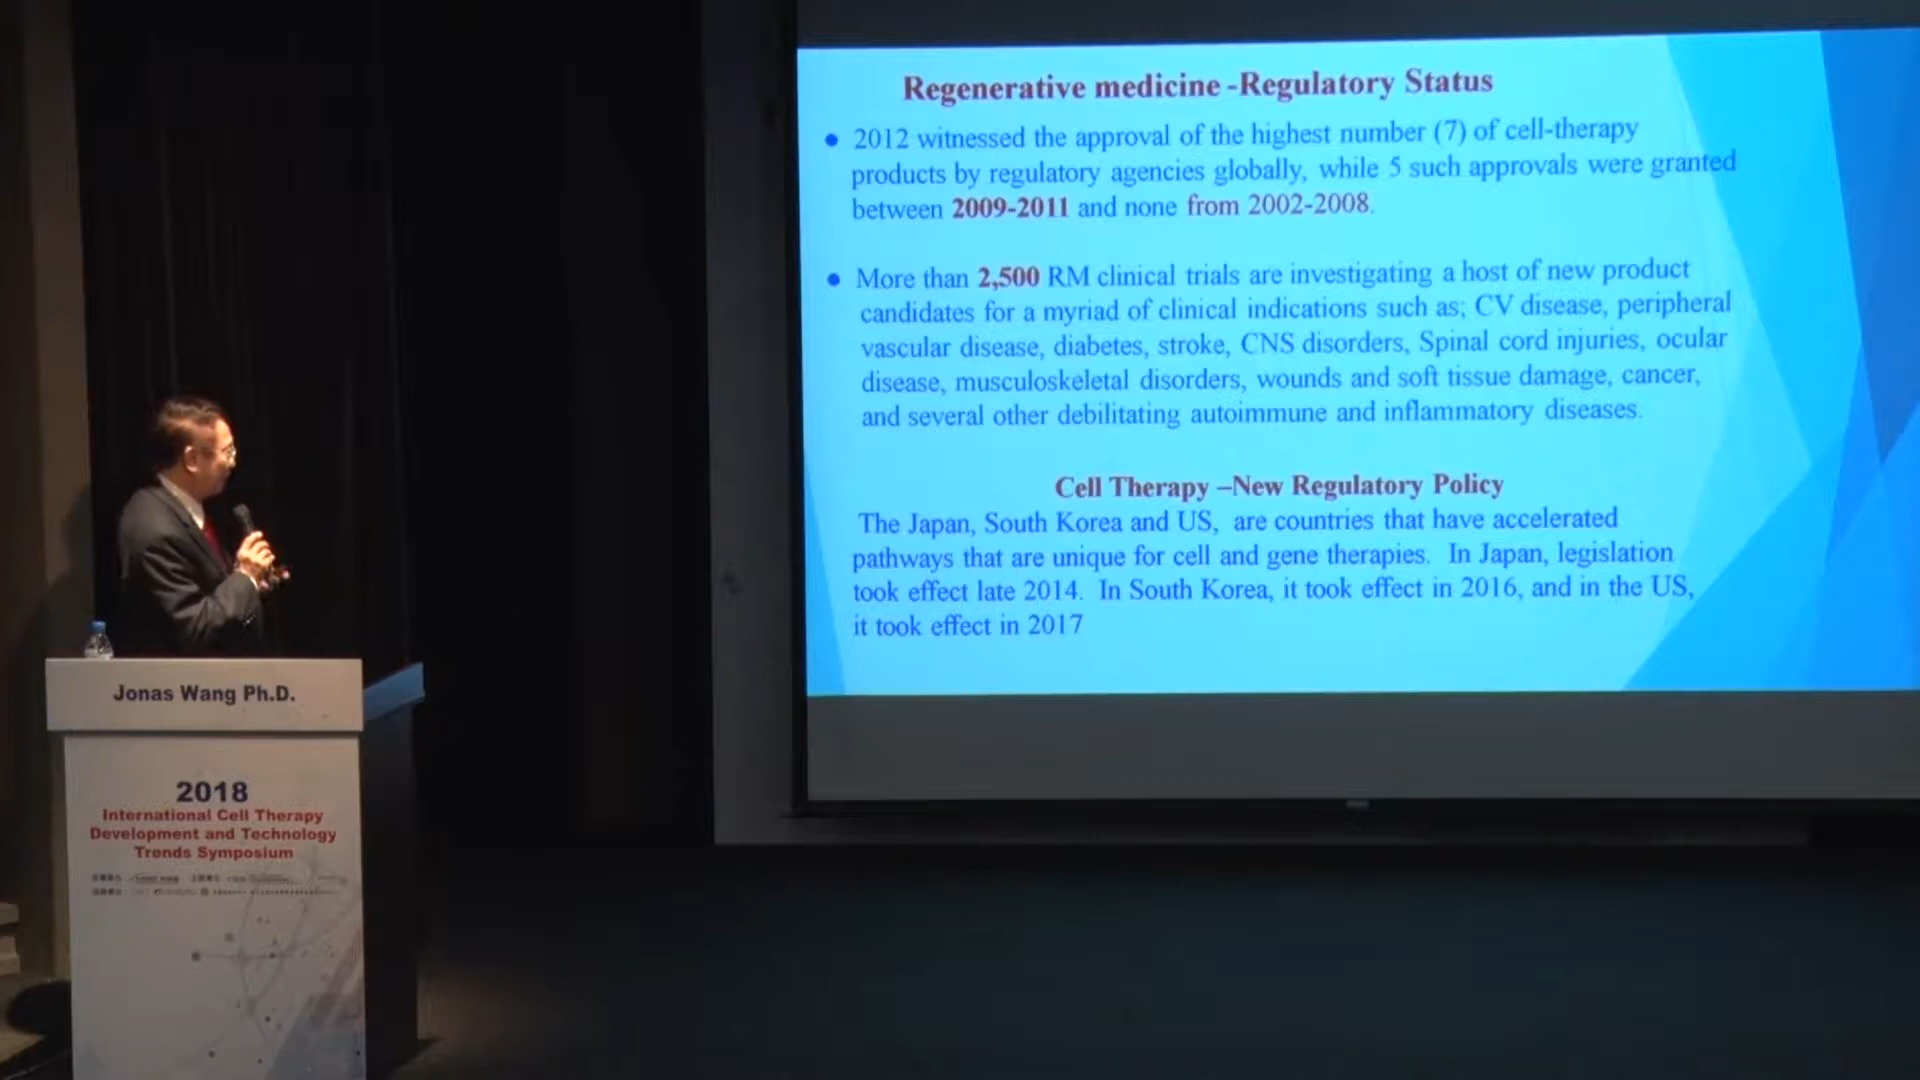 Regenerative medicine -Regulatory Status
● 2012 witnessed the approval of the highest number (7) of cell-therapy
products by regulatory agencies globally, while 5 such approvals were granted
between 2009-2011 and none from 2002-2008.
● More than 2,500 RM clinical trials are investigating a host of new product
candidates for a myriad of clinical indications such as; CV disease, peripheral
vascular disease, diabetes, stroke, CNS disorders, Spinal cord injuries, ocular
disease, musculoskeletal disorders, wounds and soft tissue damage, cancer,
and several other debilitating autoimmune and inflammatory diseases.
Cell Therapy –New Regulatory Policy
The Japan, South Korea and US, are countries that have accelerated
pathways that are unique for cell and gene therapies. In Japan, legislation
took effect late 2014. In South Korea, it took effect in 2016, and in the US,
it took effect in 2017
Jonas Wang Ph.D.
2018
International Cell Therapy
Development and Technology
Trends Symposium